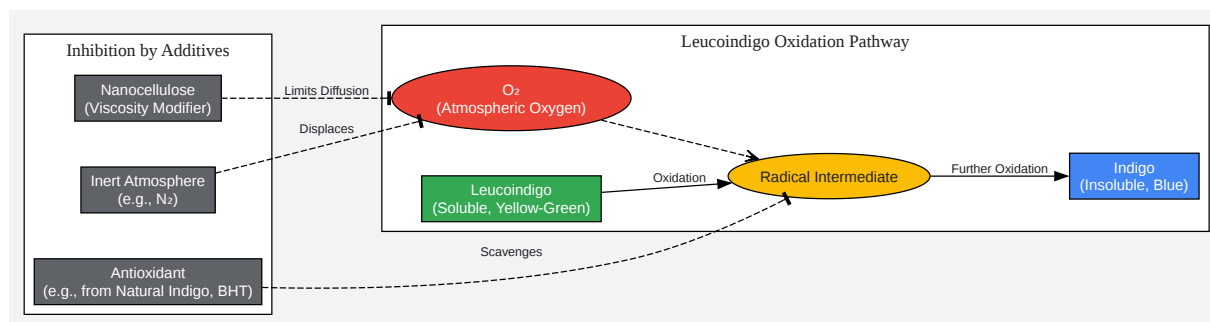 Inhibition by Additives
Nanocellulose
(Viscosity Modifier)
Inert Atmosphere
(e.g., N₂)
Antioxidant
(e.g., from Natural Indigo, BHT)
Limits Diffusion
Displaces
Scavenges
Leucoindigo Oxidation Pathway
O₂
(Atmospheric Oxygen)
Leucoindigo
(Soluble, Yellow-Green)
Oxidation
Radical Intermediate
Further Oxidation
Indigo
(Insoluble, Blue)